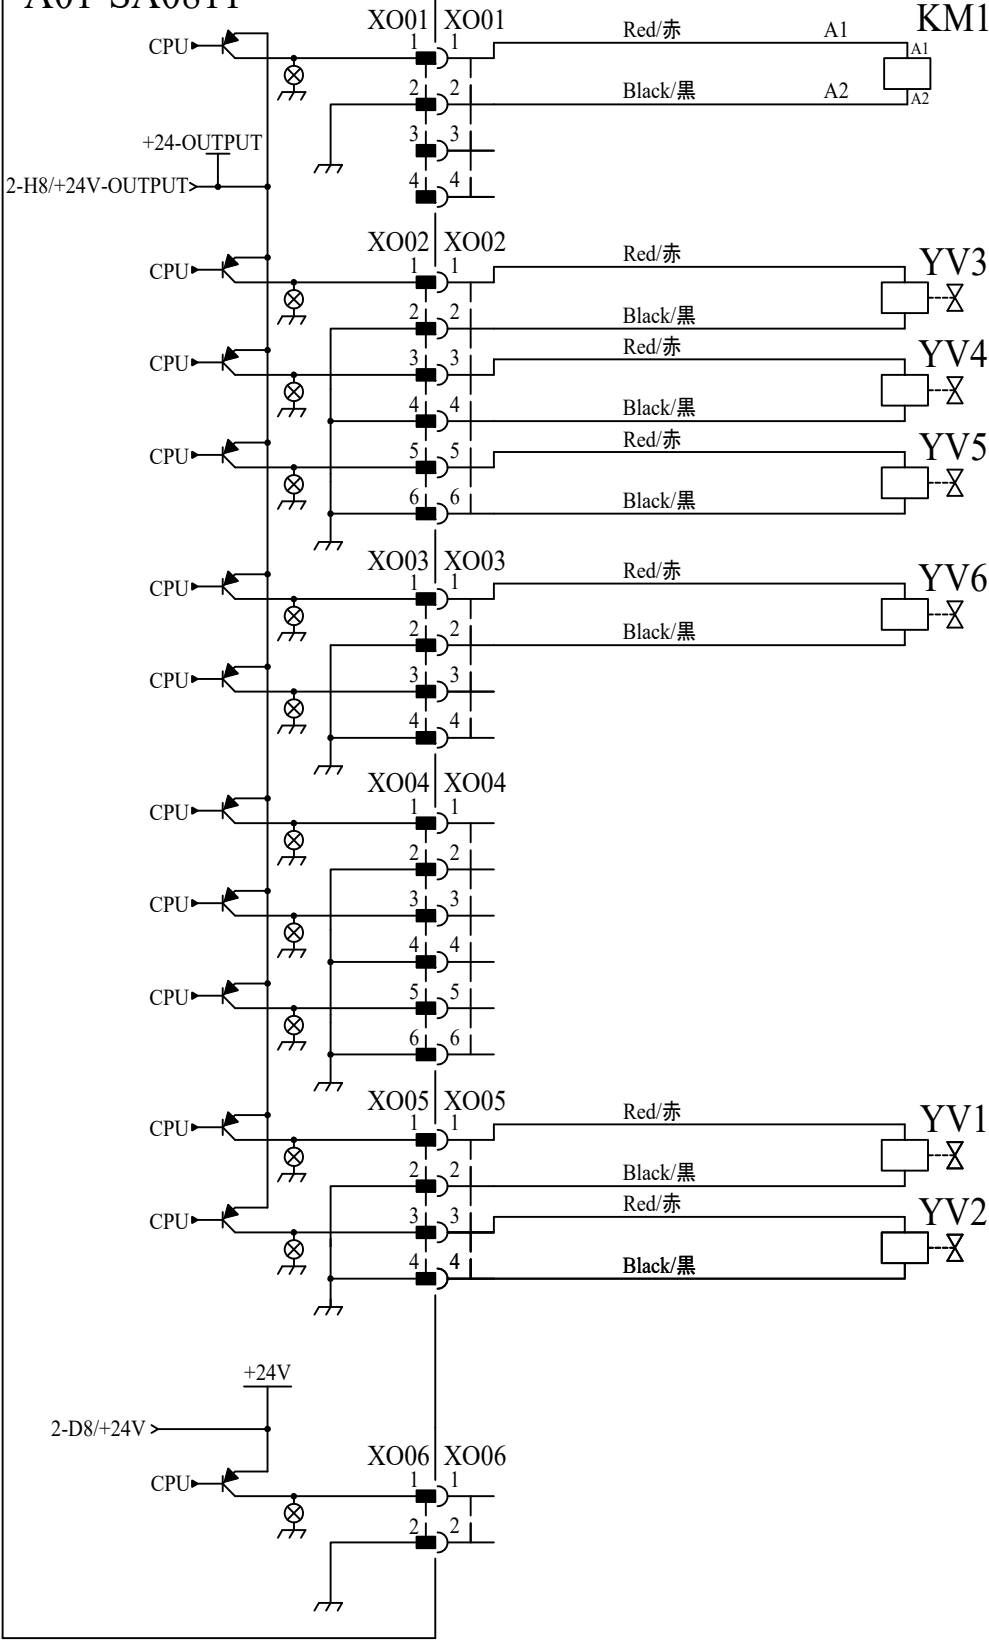 XO01 XO01
KM1
CPU
1 1
Red/赤 A1
A1
2 2
Black/黒 A2
A2
+24-OUTPUT
3 3
2-H8/+24V-OUTPUT
4 4
XO02 XO02
YV3
CPU
1 1
Red/赤
2 2
Black/黒
YV4
CPU
3 3
Red/赤
4 4
Black/黒
YV5
CPU
5 5
Red/赤
6 6
Black/黒
XO03 XO03
YV6
CPU
1 1
Red/赤
2 2
Black/黒
CPU
3 3
4 4
XO04 XO04
CPU
1 1
2 2
CPU
3 3
4 4
CPU
5 5
6 6
XO05 XO05
YV1
CPU
1 1
Red/赤
2 2
Black/黒
YV2
CPU
3 3
Red/赤
4 4
Black/黒
+24V
2-D8/+24V
XO06 XO06
CPU
1 1
2 2